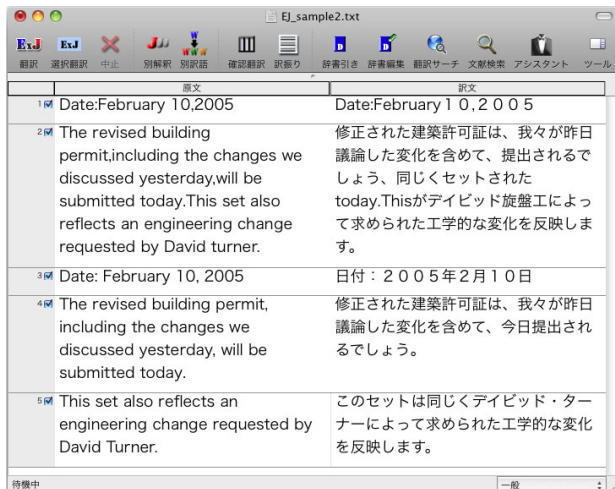 EJ_sample2.txt
ExJ ExJ
翻訳 選択翻訳 中止 別解釈 別訳語 確認翻訳 訳振り 辞書引き 辞書編集 翻訳サーチ 文献検索 アシスタント ツール
原文 訳文
1 Date:February 10,2005
Date:February１０,２００５
2 The revised building
permit,including the changes we
discussed yesterday,will be
submitted today.This set also
reflects an engineering change
requested by David turner.
修正された建築許可証は、我々が昨日
議論した変化を含めて、提出されるで
しょう、同じくセットされた
today.Thisがデイビッド旋盤工によっ
て求められた工学的な変化を反映しま
す。
3 Date: February 10, 2005
日付：２００５年2月1０日
4 The revised building permit,
including the changes we
discussed yesterday, will be
submitted today.
修正された建築許可証は、我々が昨日
議論した変化を含めて、今日提出され
るでしょう。
5 This set also reflects an
engineering change requested by
David Turner.
このセットは同じくデイビッド・ター
ナーによって求められた工学的な変化
を反映します。
待機中 一般